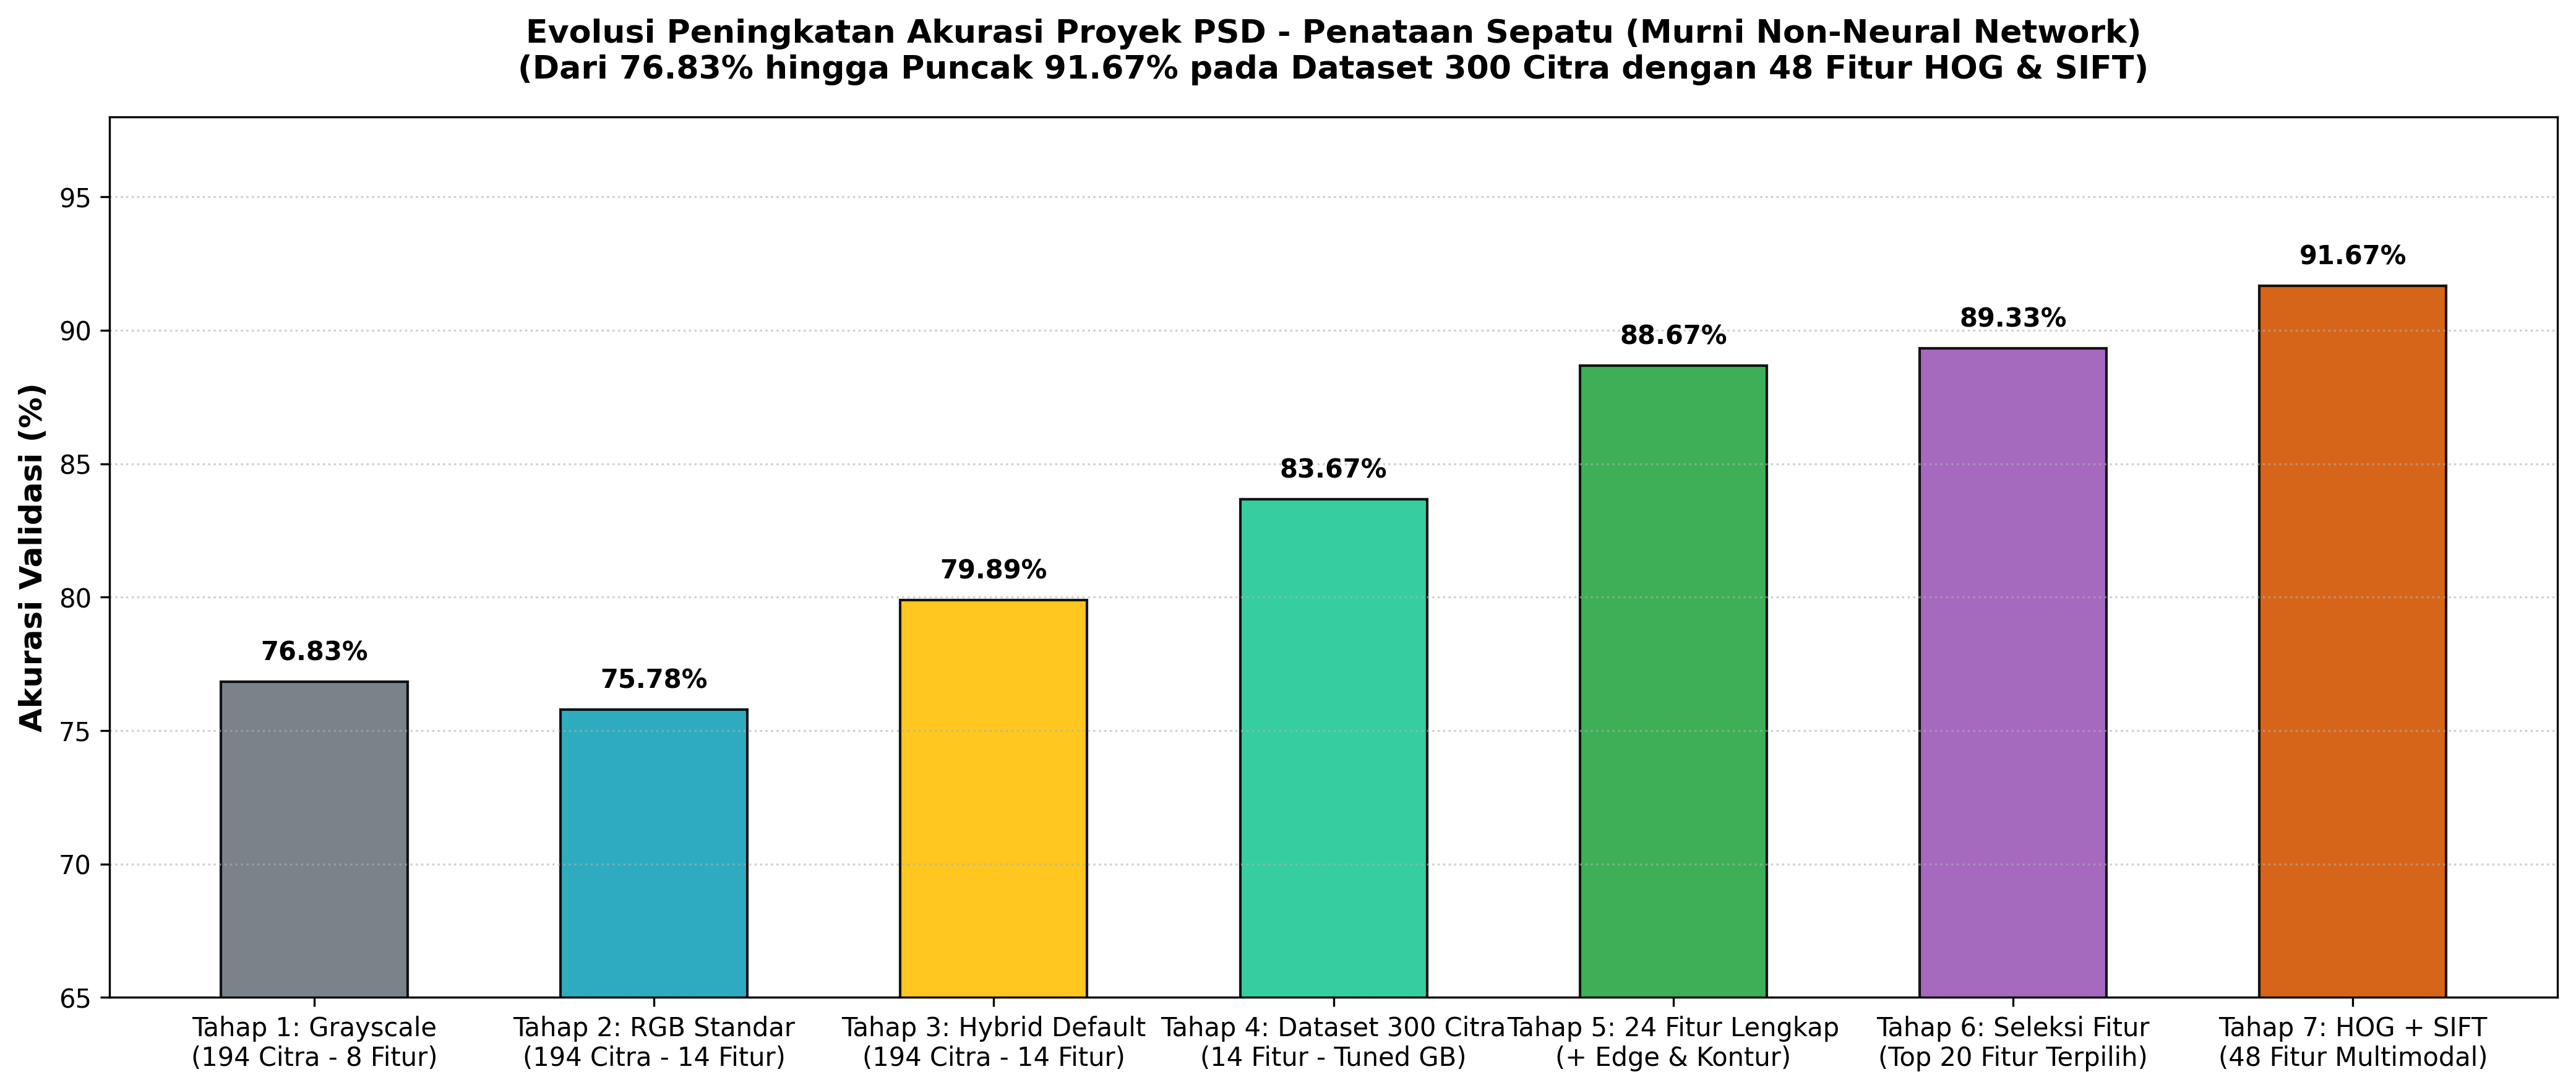 Evolusi Peningkatan Akurasi Proyek PSD - Penataan Sepatu (Murni Non-Neural Network)
(Dari 76.83% hingga Puncak 91.67% pada Dataset 300 Citra dengan 48 Fitur HOG & SIFT)
Akurasi Validasi (%)
95
90
85
80
75
70
65
76.83%
75.78%
79.89%
83.67%
88.67%
89.33%
91.67%
Tahap 1: Grayscale
(194 Citra - 8 Fitur)
Tahap 2: RGB Standar
(194 Citra - 14 Fitur)
Tahap 3: Hybrid Default
(194 Citra - 14 Fitur)
Tahap 4: Dataset 300 Citra
(14 Fitur - Tuned GB)
Tahap 5: 24 Fitur Lengkap
(+ Edge & Kontur)
Tahap 6: Seleksi Fitur
(Top 20 Fitur Terpilih)
Tahap 7: HOG + SIFT
(48 Fitur Multimodal)